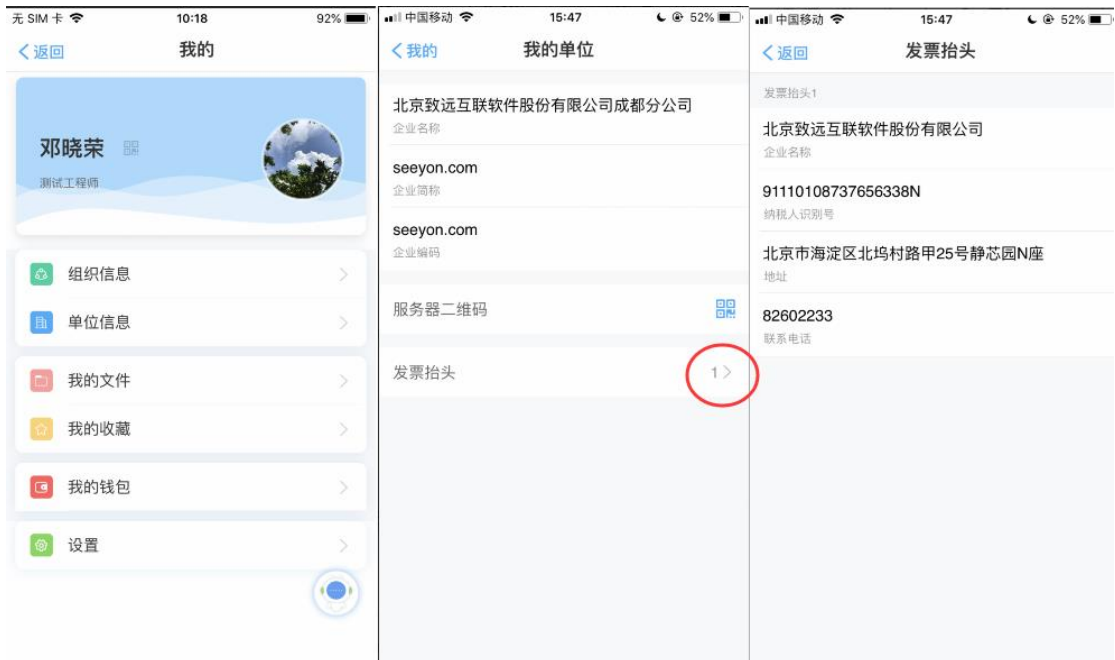 无 SIM 卡
10:18
92%
返回
我的
邓晓荣
测试工程师
组织信息
单位信息
我的文件
我的收藏
我的钱包
设置
中国移动
15:47
52%
我的
我的单位
北京致远互联软件股份有限公司成都分公司
企业名称
seeyon.com
企业简称
seeyon.com
企业编码
服务器二维码
发票抬头
1
中国移动
15:47
52%
返回
发票抬头
发票抬头1
北京致远互联软件股份有限公司
企业名称
91110108737656338N
纳税人识别号
北京市海淀区北坞村路甲25号静芯园N座
地址
82602233
联系电话